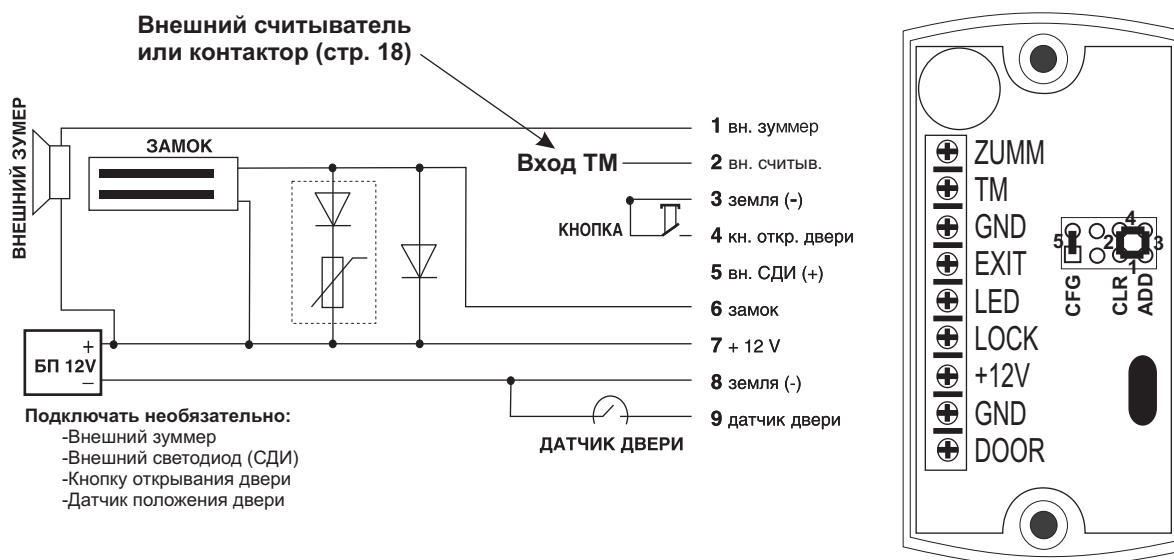 Внешний считыватель
или контактор (стр. 18)
ВНЕШНИЙ ЗУМЕР
ЗАМОК
Вход ТМ
КНОПКА
1 вн. зуммер
2 вн. считыв.
3 земля (-)
4 кн. откр. двери
5 вн. СДИ (+)
6 замок
7 + 12 V
8 земля (-)
9 датчик двери
+
БП 12V
–
ДАТЧИК ДВЕРИ
Подключать необязательно:
-Внешний зуммер
-Внешний светодиод (СДИ)
-Кнопку открывания двери
-Датчик положения двери
ZUMM
TM
GND
EXIT
LED
LOCK
+12V
GND
DOOR
4
5 2 3
1
CFG
CLR
ADD